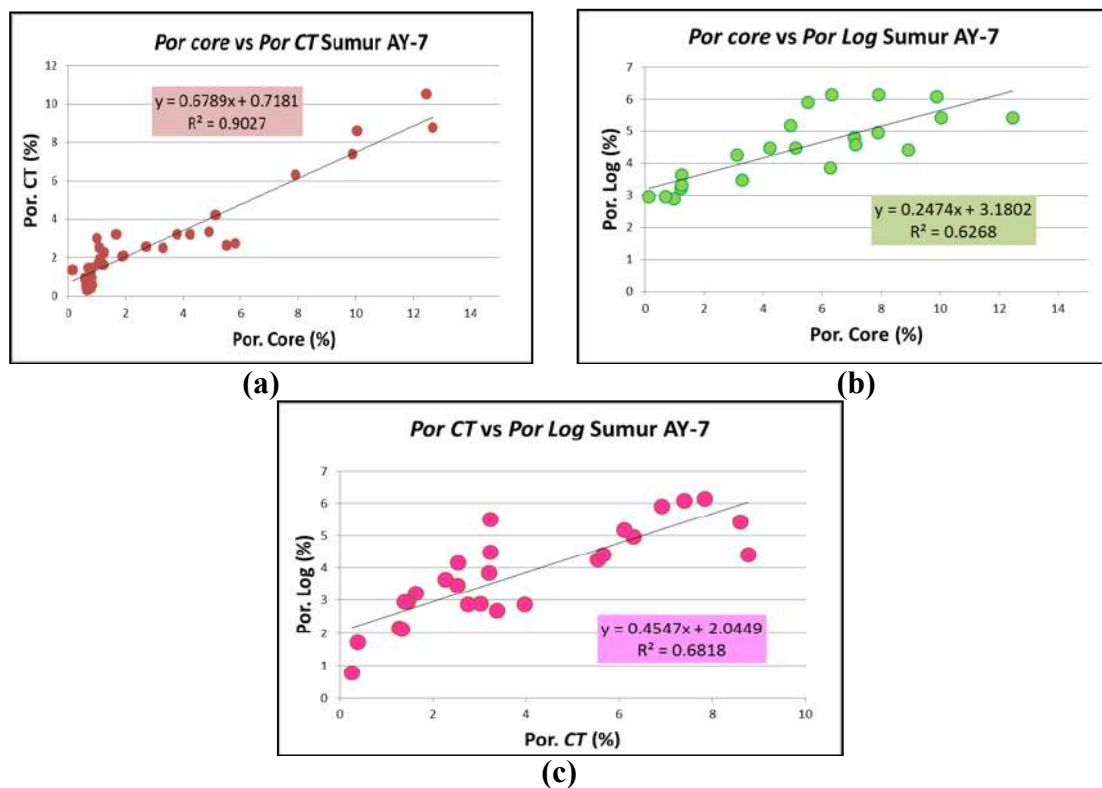 Por core vs Por CT Sumur AY-7
12
10
8
6
4
2
0
y = 0.6789x + 0.7181
R² = 0.9027
Por. CT (%)
0 2 4 6 8 10 12 14
Por. Core (%)
(a)
Por core vs Por Log Sumur AY-7
7
6
5
4
3
2
1
0
y = 0.2474x + 3.1802
R² = 0.6268
Por. Log (%)
0 2 4 6 8 10 12 14
Por. Core (%)
(b)
Por CT vs Por Log Sumur AY-7
7
6
5
4
3
2
1
0
y = 0.4547x + 2.0449
R² = 0.6818
Por. Log (%)
0 2 4 6 8 10
Por. CT (%)
(c)